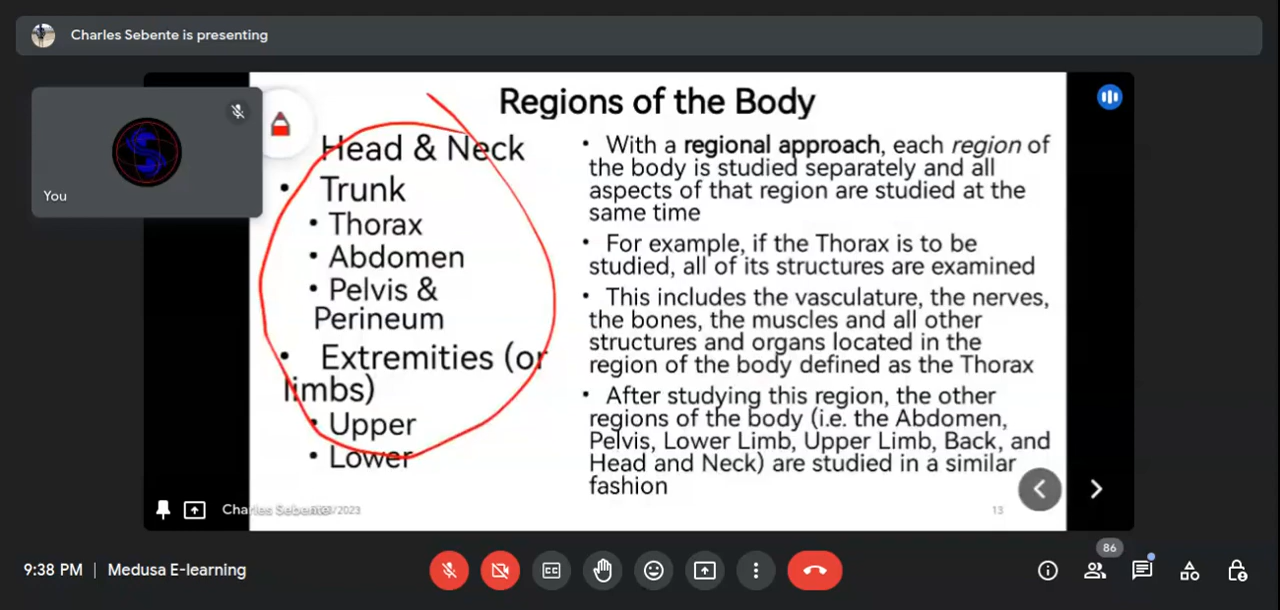 Charles Sebente is presenting
You
Regions of the Body
Head & Neck
• Trunk
• Thorax
• Abdomen
• Pelvis &
Perineum
• Extremities (or
limbs)
• Upper
• Lower
• With a regional approach, each region of
the body is studied separately and all
aspects of that region are studied at the
same time
• For example, if the Thorax is to be
studied, all of its structures are examined
• This includes the vasculature, the nerves,
the bones, the muscles and all other
structures and organs located in the
region of the body defined as the Thorax
• After studying this region, the other
regions of the body (i.e. the Abdomen,
Pelvis, Lower Limb, Upper Limb, Back, and
Head and Neck) are studied in a similar
fashion
Charles Sebente
/2023
13
9:38 PM | Medusa E-learning
CC
86